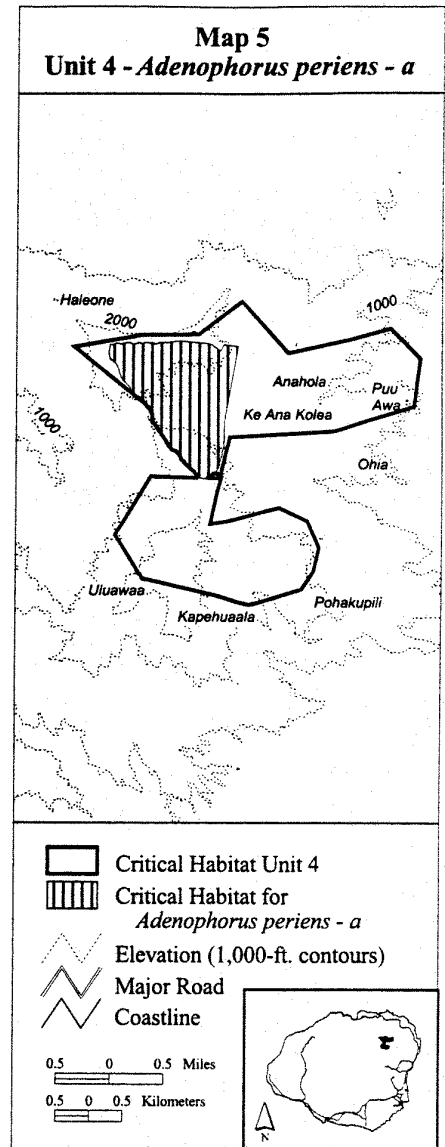 Map 5
Unit 4 - Adenophorus periens - a
Haleone
2000
1000
Anahola
Puu
Awa
Ke Ana Kolea
1000
Ohia
Uluawaa
Kapehuaala
Pohakupili
Critical Habitat Unit 4
Critical Habitat for
Adenophorus periens - a
Elevation (1,000-ft. contours)
Major Road
Coastline
0.5 0 0.5 Miles
0.5 0 0.5 Kilometers
N